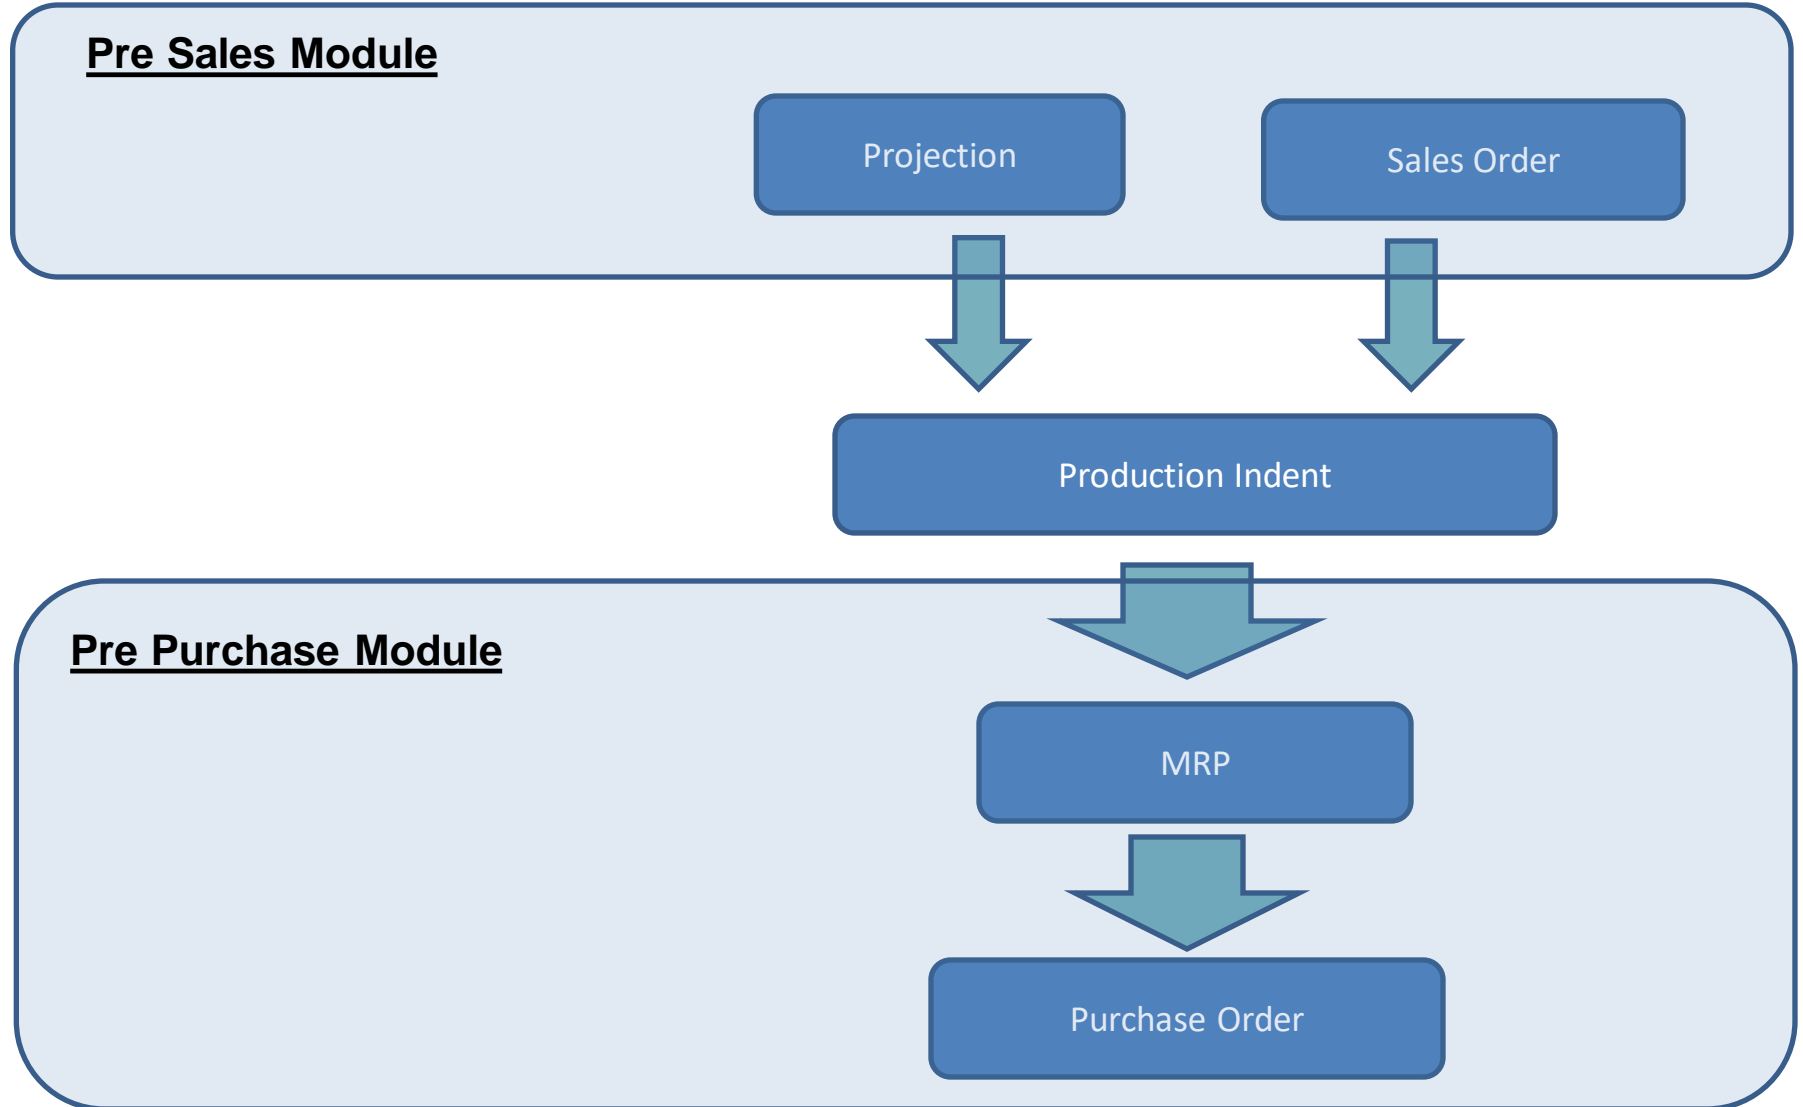 Pre Sales Module
Projection
Sales Order
Production Indent
Pre Purchase Module
MRP
Purchase Order